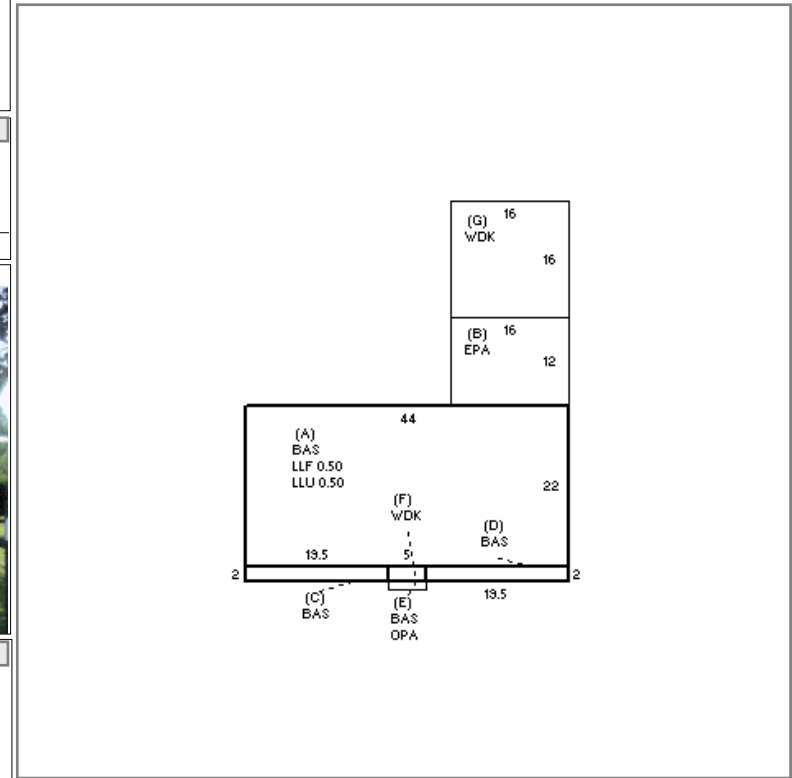 (G) 16
WDK
16
(B) 16
EPA
12
44
(A)
BAS
LLF 0.50
LLU 0.50
22
(F)
WDK
(D)
BAS
19.5 5
2 2
19.5
(C)
BAS
(E)
BAS
OPA